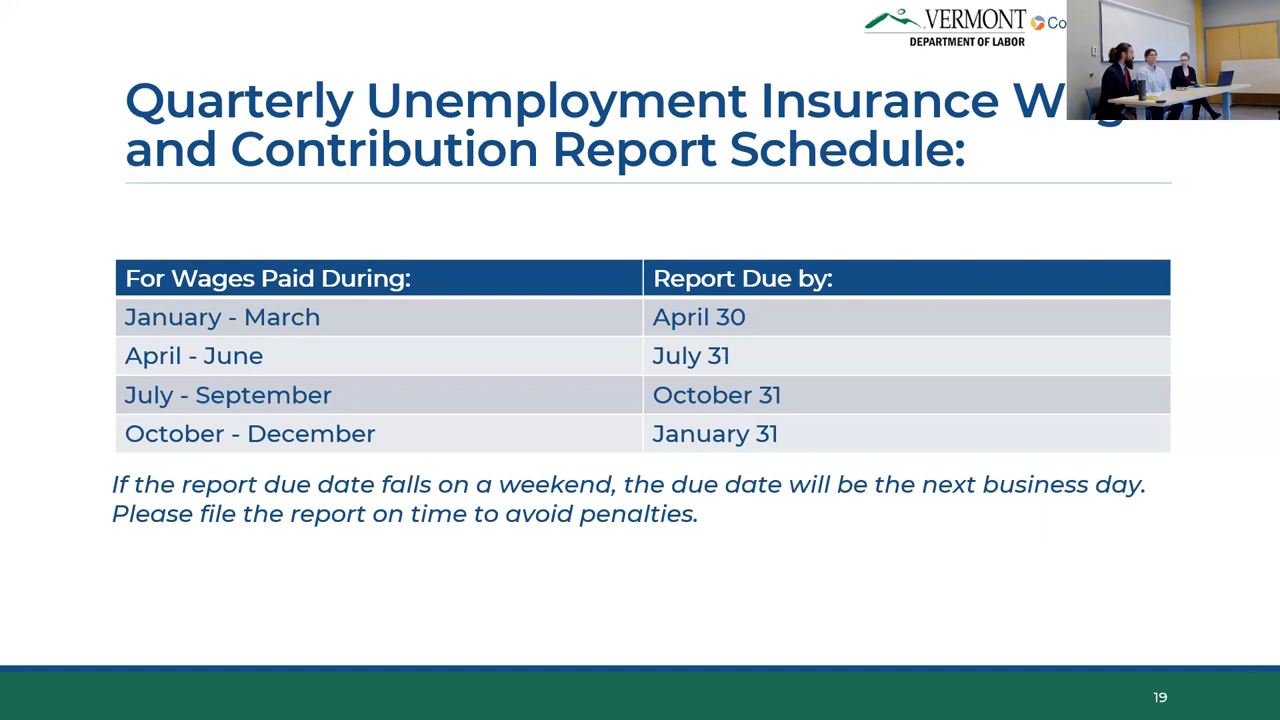 VERMONT
DEPARTMENT OF LABOR
Quarterly Unemployment Insurance
and Contribution Report Schedule:
For Wages Paid During: Report Due by:
January - March April 30
April - June July 31
July - September October 31
October - December January 31
If the report due date falls on a weekend, the due date will be the next business day.
Please file the report on time to avoid penalties.
19